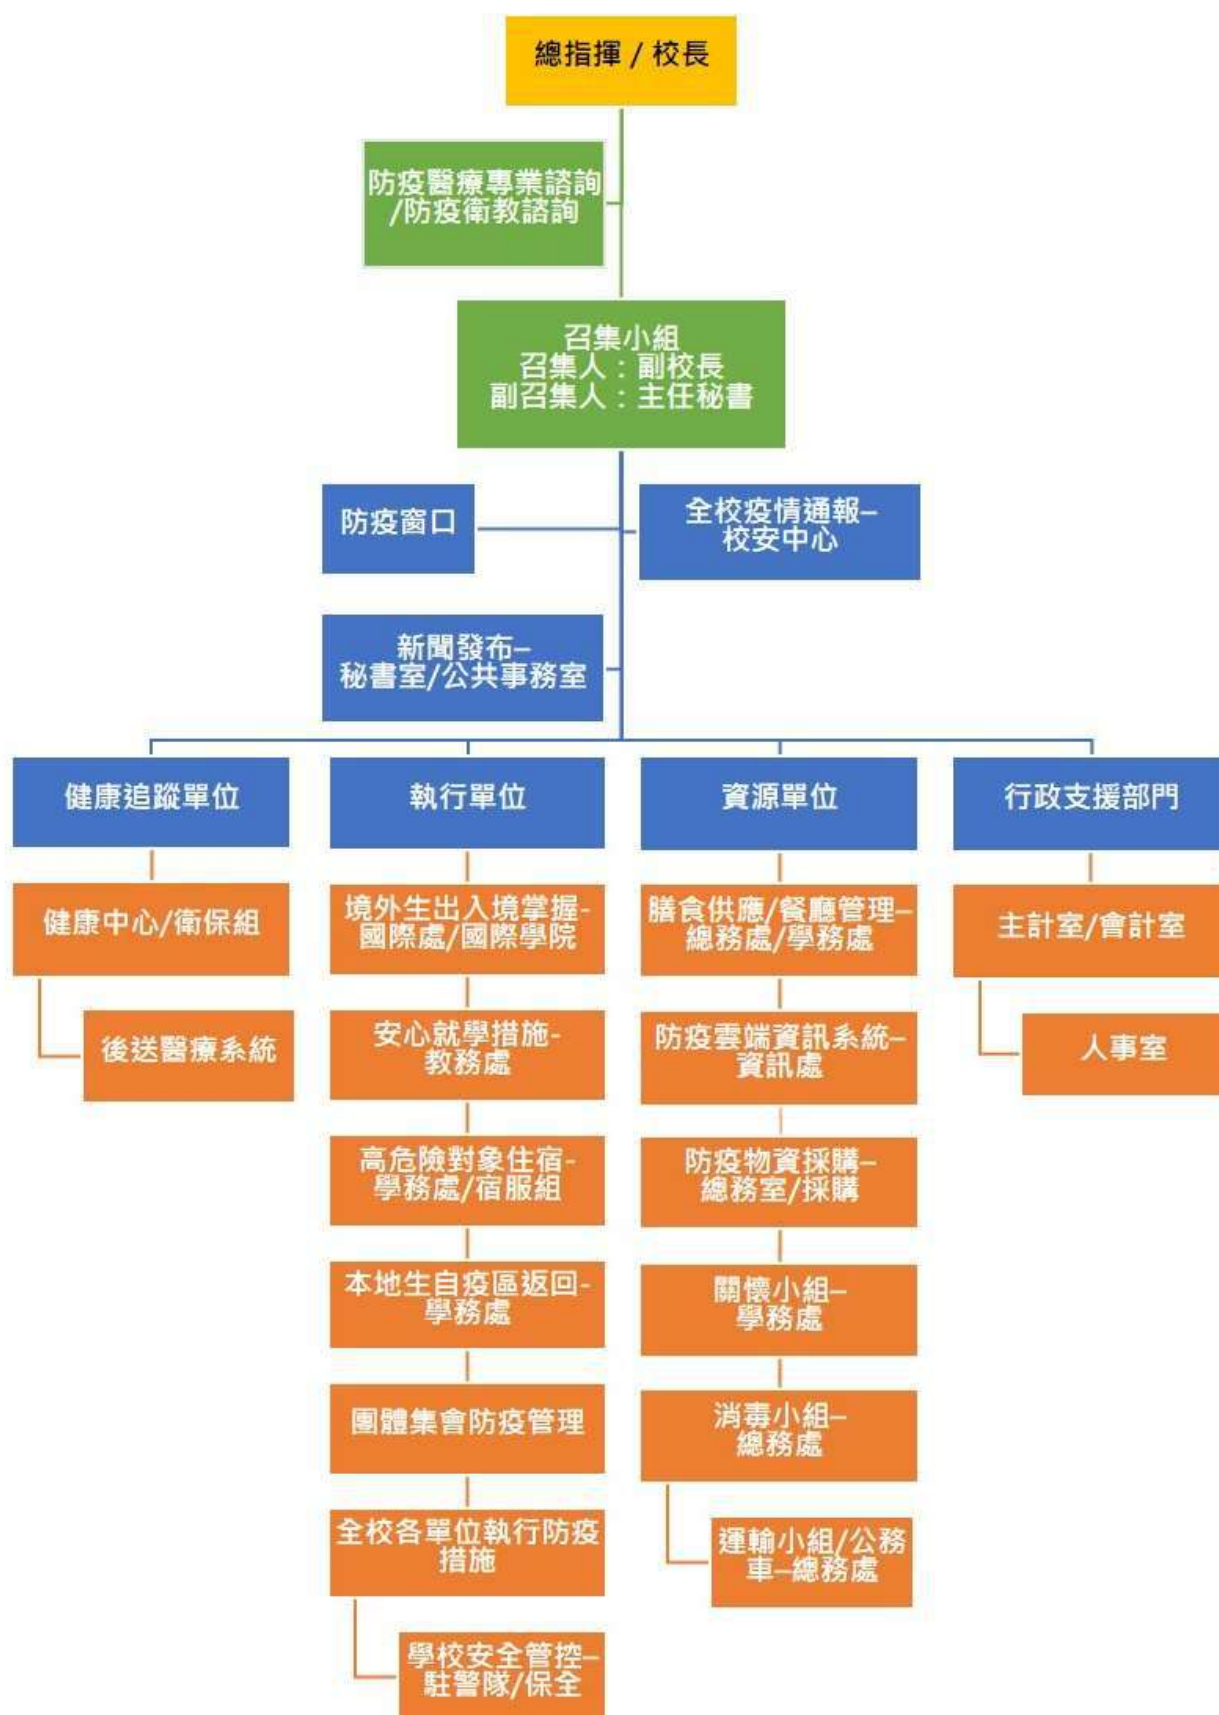 總指揮 / 校長
防疫醫療專業諮詢
/防疫衛教諮詢
召集小組
召集人：副校長
副召集人：主任秘書
防疫窗口
全校疫情通報–
校安中心
新聞發布–
秘書室/公共事務室
健康追蹤單位
健康中心/衛保組
後送醫療系統
執行單位
境外生出入境掌握-
國際處/國際學院
安心就學措施-
教務處
高危險對象住宿-
學務處/宿服組
本地生自疫區返回-
學務處
團體集會防疫管理
全校各單位執行防疫
措施
學校安全管控–
駐警隊/保全
資源單位
膳食供應/餐廳管理–
總務處/學務處
防疫雲端資訊系統–
資訊處
防疫物資採購–
總務室/採購
關懷小組–
學務處
消毒小組–
總務處
運輸小組/公務
車–總務處
行政支援部門
主計室/會計室
人事室